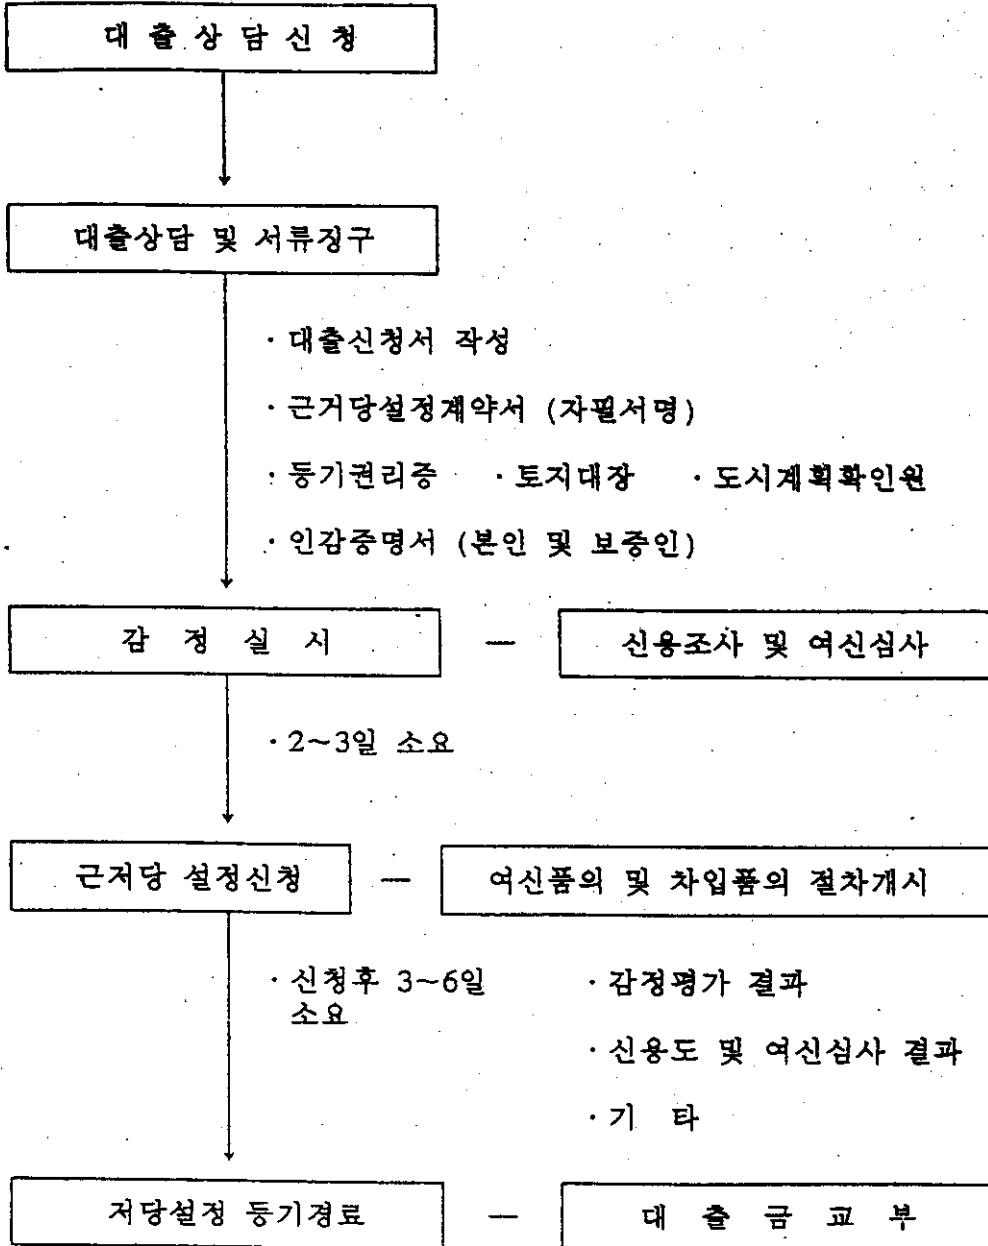 대 출 상 담 신 청
대출상담 및 서류징구
· 대출신청서 작성
· 근저당설정계약서 (자필서명)
· 등기권리증 · 토지대장 · 도시계획확인원
· 인감증명서 (본인 및 보증인)
감 정 실 시 — 신용조사 및 여신심사
· 2~3일 소요
근저당 설정신청 — 여신품의 및 차입품의 절차개시
· 신청후 3~6일 · 감정평가 결과
소요
· 신용도 및 여신심사 결과
· 기 타
저당설정 등기경료 — 대 출 금 교 부